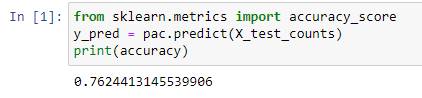 In [1]: from sklearn.metrics import accuracy_score
y_pred = pac.predict(X_test_counts)
print(accuracy)
0.7624413145539906